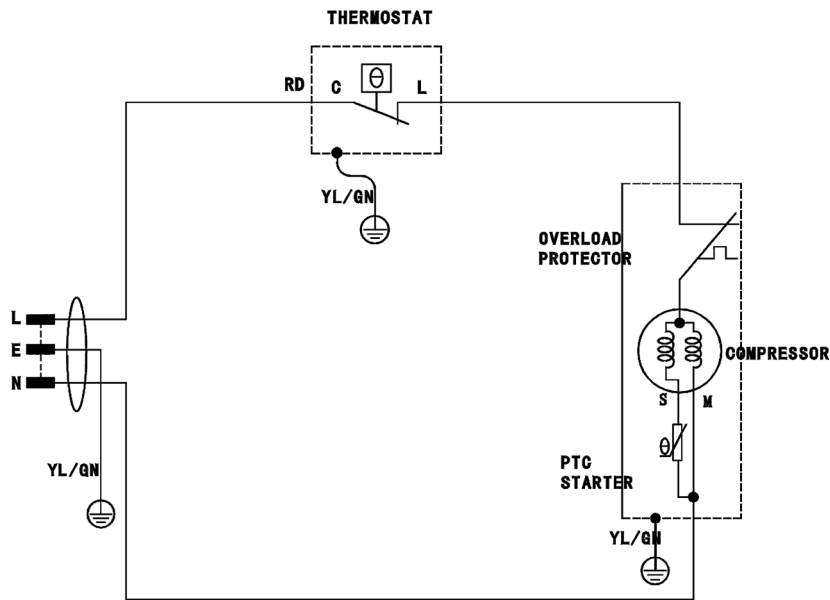 THERMOSTAT
RD C θ L
YL/GN
OVERLOAD
PROTECTOR
L
E
N
COMPRESSOR
S M
θ
YL/GN
PTC
STARTER
YL/GN